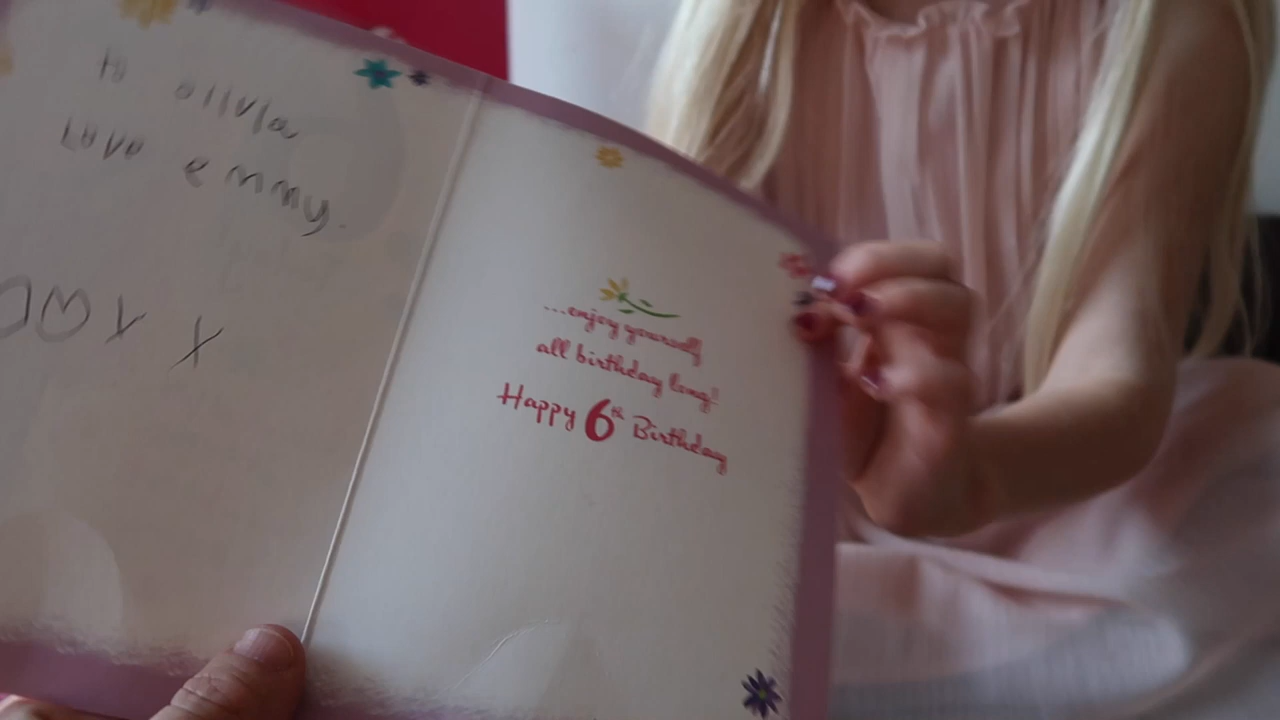 to olivia
Love emmy.
x x
...enjoy yourself
all birthday long!
Happy 6th Birthday